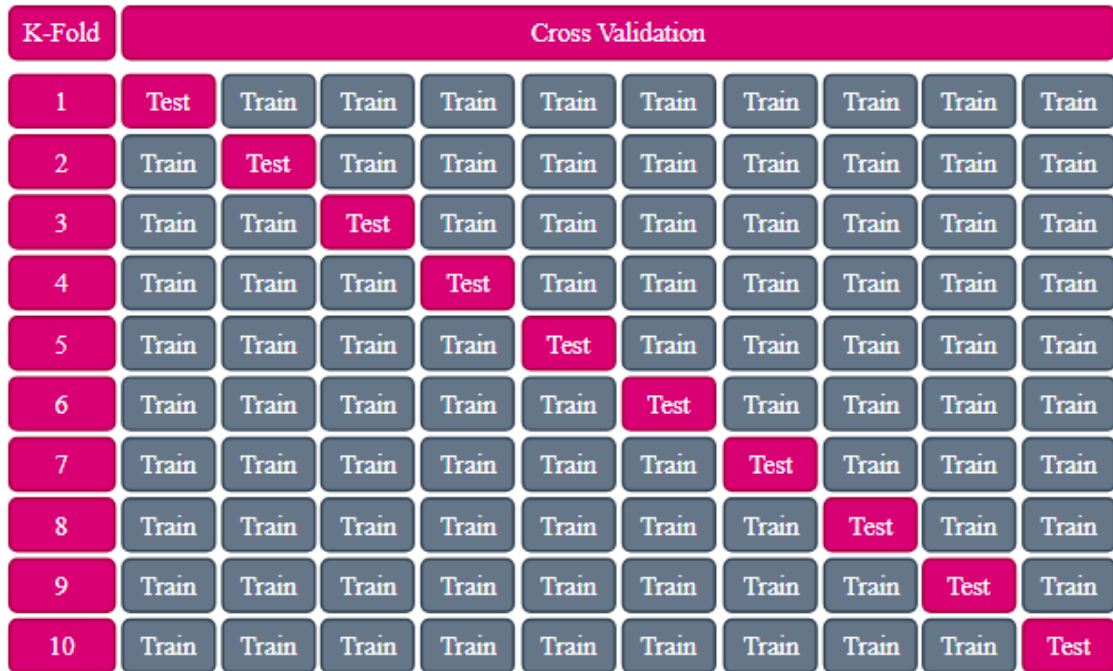 K-Fold Cross Validation
1 Test Train Train Train Train Train Train Train Train Train
2 Train Test Train Train Train Train Train Train Train Train
3 Train Train Test Train Train Train Train Train Train Train
4 Train Train Train Test Train Train Train Train Train Train
5 Train Train Train Train Test Train Train Train Train Train
6 Train Train Train Train Train Test Train Train Train Train
7 Train Train Train Train Train Train Test Train Train Train
8 Train Train Train Train Train Train Train Test Train Train
9 Train Train Train Train Train Train Train Train Test Train
10 Train Train Train Train Train Train Train Train Train Test